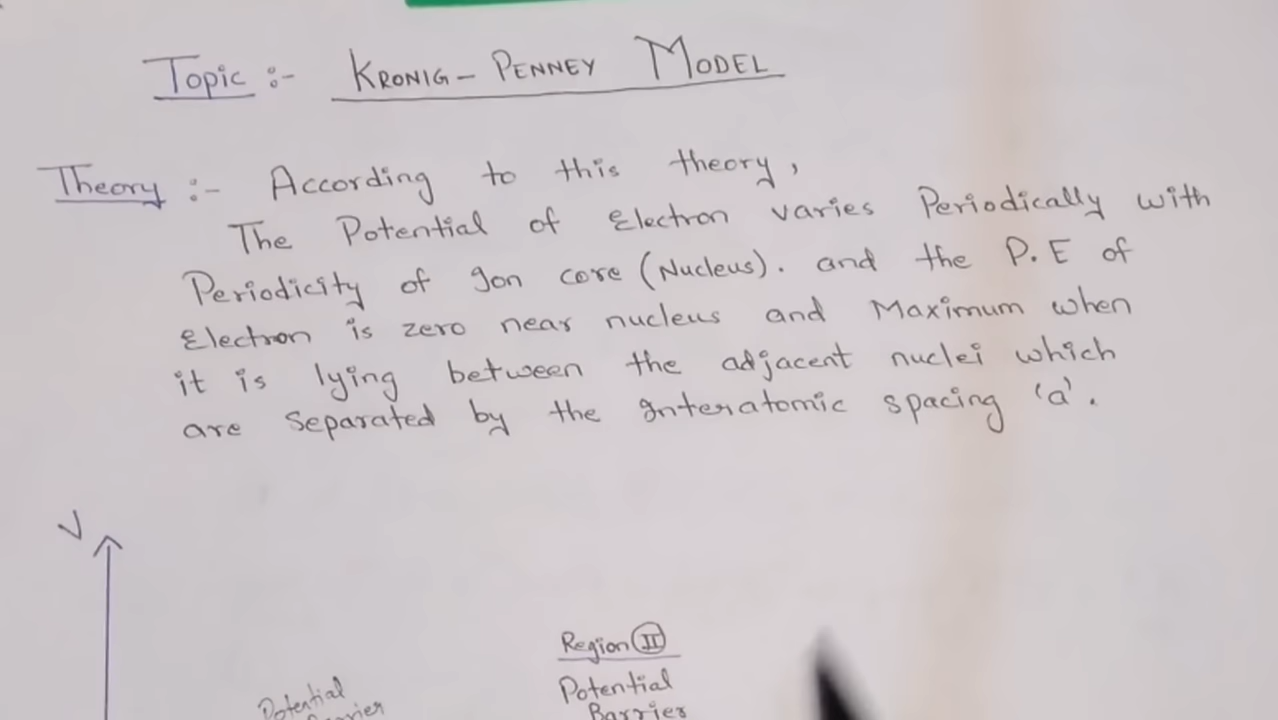 Topic :- KRONIG - PENNEY MODEL
Theory :- According to this theory,
The Potential of Electron varies Periodically with
Periodicity of Ion core (Nucleus). and the P.E of
Electron is zero near nucleus and Maximum when
it is lying between the adjacent nuclei which
are separated by the Interatomic spacing 'a'.
V
Region II
Potential
Potential
Barrier